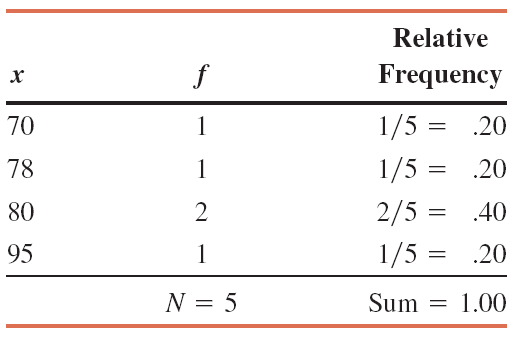 Relative
x f Frequency
70 1 1/5 = .20
78 1 1/5 = .20
80 2 2/5 = .40
95 1 1/5 = .20
N = 5 Sum = 1.00